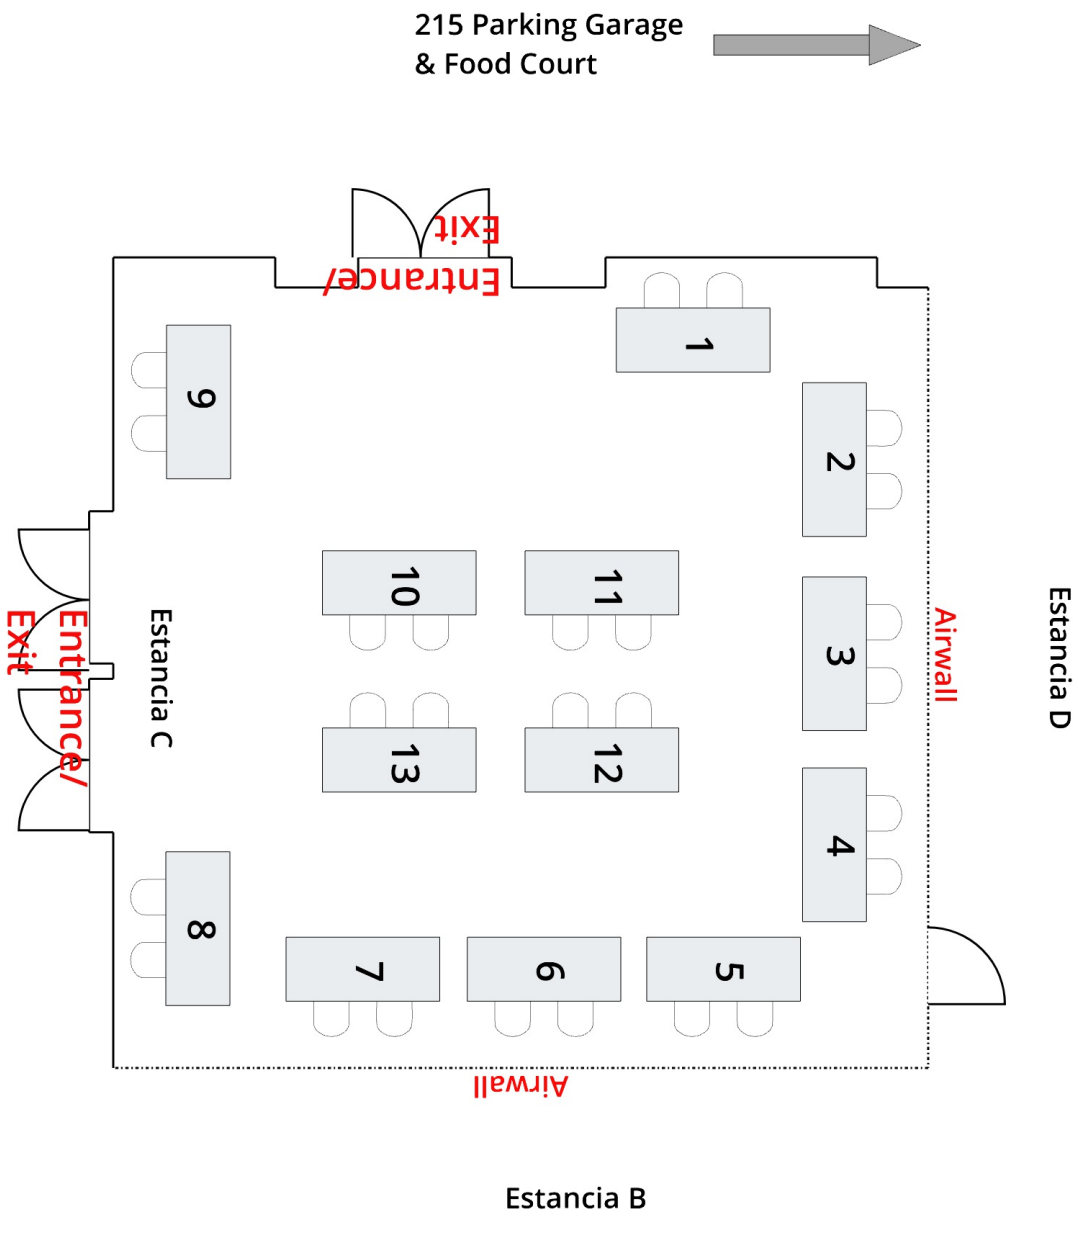 215 Parking Garage
& Food Court
Entrance/
Exit
1
9
2
10
11
Entrance/
Exit
Estancia C
3
Airwall
Estancia D
13
12
4
8
7
6
5
Airwall
Estancia B